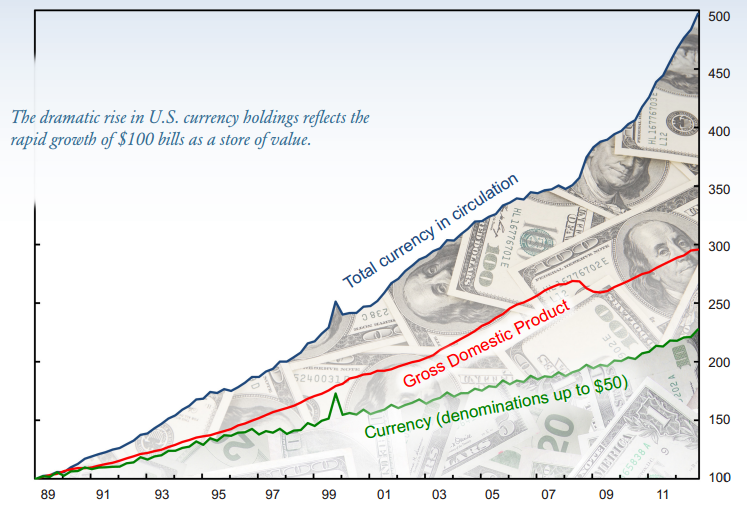 500
450
The dramatic rise in U.S. currency holdings reflects the
rapid growth of $100 bills as a store of value.
400
350
Total currency in circulation
300
250
Gross Domestic Product
200
Currency (denominations up to $50)
150
100
89 91 93 95 97 99 01 03 05 07 09 11